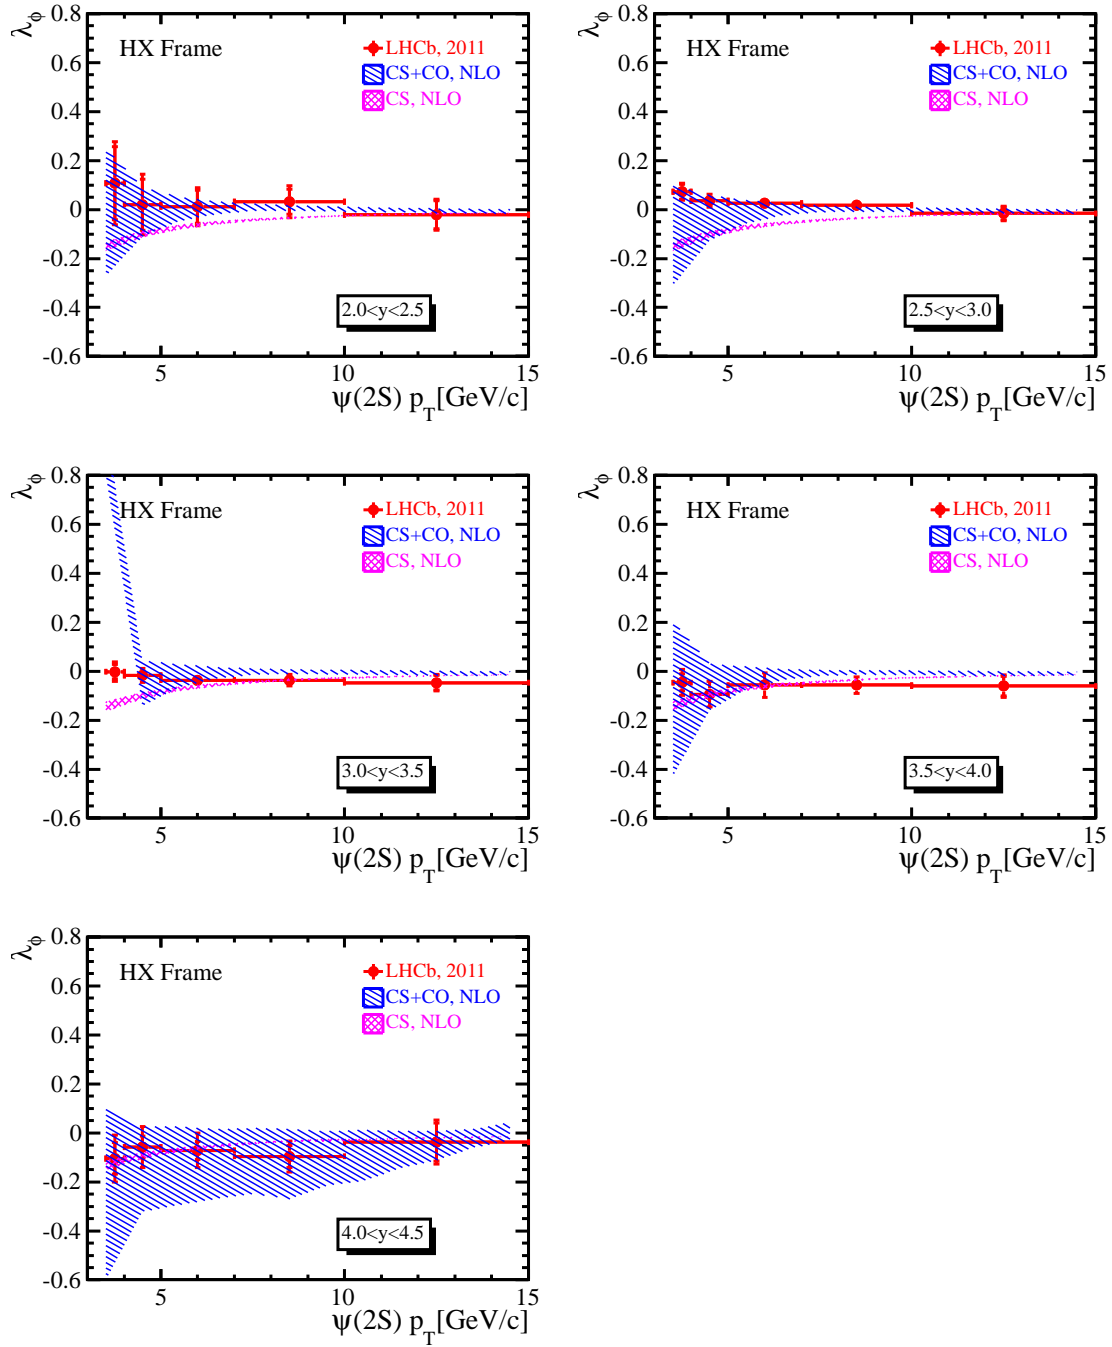 λφ
0.8
0.6
0.4
0.2
0
-0.2
-0.4
-0.6
HX Frame
LHCb, 2011
CS+CO, NLO
CS, NLO
2.0<y<2.5
5 10 15
ψ(2S) pT[GeV/c]
λφ
0.8
0.6
0.4
0.2
0
-0.2
-0.4
-0.6
HX Frame
LHCb, 2011
CS+CO, NLO
CS, NLO
2.5<y<3.0
5 10 15
ψ(2S) pT[GeV/c]
λφ
0.8
0.6
0.4
0.2
0
-0.2
-0.4
-0.6
HX Frame
LHCb, 2011
CS+CO, NLO
CS, NLO
3.0<y<3.5
5 10 15
ψ(2S) pT[GeV/c]
λφ
0.8
0.6
0.4
0.2
0
-0.2
-0.4
-0.6
HX Frame
LHCb, 2011
CS+CO, NLO
CS, NLO
3.5<y<4.0
5 10 15
ψ(2S) pT[GeV/c]
λφ
0.8
0.6
0.4
0.2
0
-0.2
-0.4
-0.6
HX Frame
LHCb, 2011
CS+CO, NLO
CS, NLO
4.0<y<4.5
5 10 15
ψ(2S) pT[GeV/c]